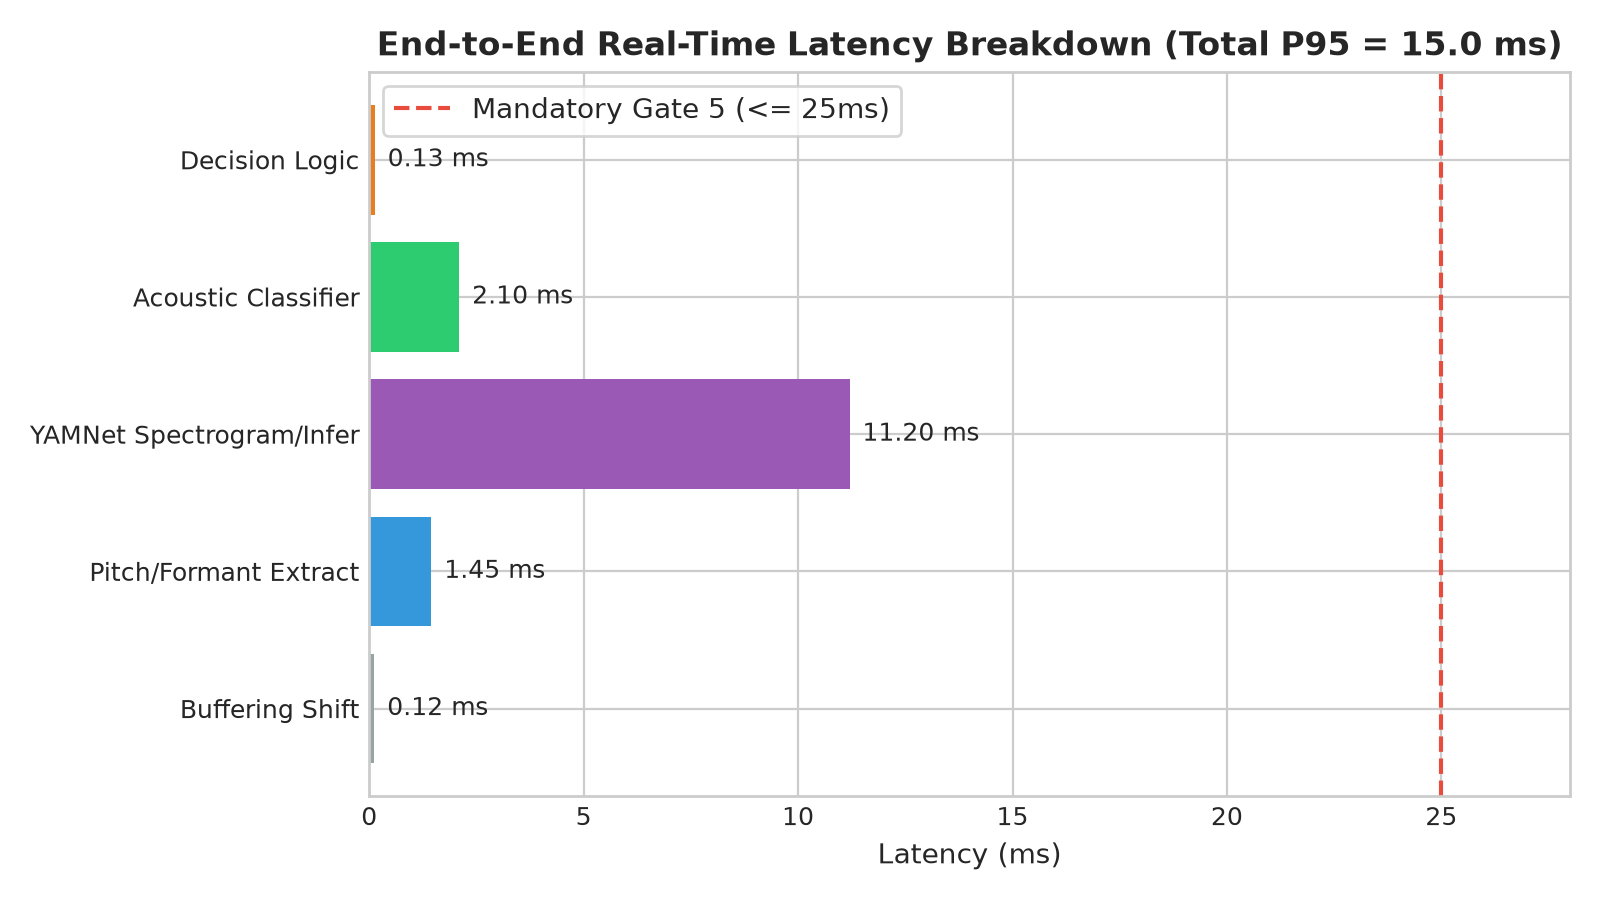 End-to-End Real-Time Latency Breakdown (Total P95 = 15.0 ms)
Mandatory Gate 5 (<= 25ms)
Decision Logic
0.13 ms
Acoustic Classifier
2.10 ms
YAMNet Spectrogram/Infer
11.20 ms
Pitch/Formant Extract
1.45 ms
Buffering Shift
0.12 ms
0 5 10 15 20 25
Latency (ms)